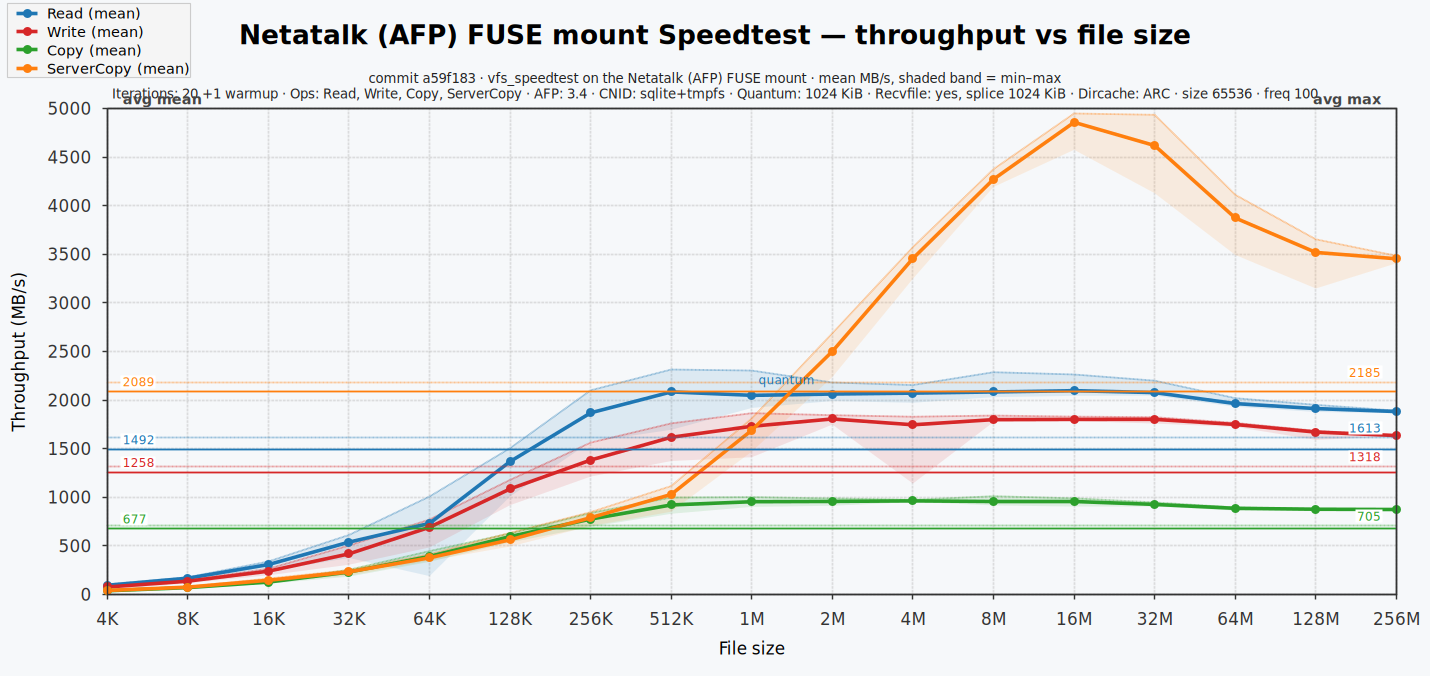 Read (mean)
Write (mean)
Copy (mean)
ServerCopy (mean)
Netatalk (AFP) FUSE mount Speedtest — throughput vs file size
commit a59f183 · vfs_speedtest on the Netatalk (AFP) FUSE mount · mean MB/s, shaded band = min–max
Iterations: 20 +1 warmup · Ops: Read, Write, Copy, ServerCopy · AFP: 3.4 · CNID: sqlite+tmpfs · Quantum: 1024 KiB · Recvfile: yes, splice 1024 KiB · Dircache: ARC · size 65536 · freq 100
avg mean
avg max
5000
4500
4000
3500
3000
2500
2000
1500
1000
500
0
Throughput (MB/s)
2089
1492
1258
677
quantum
2185
1613
1318
705
4K 8K 16K 32K 64K 128K 256K 512K 1M 2M 4M 8M 16M 32M 64M 128M 256M
File size